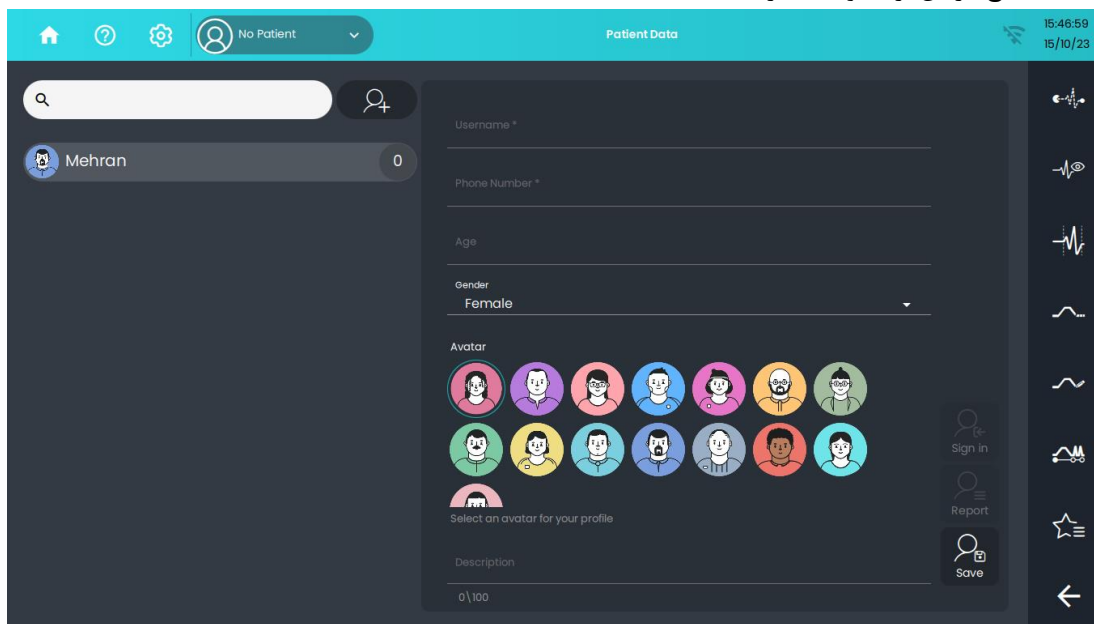 No Patient
Patient Data
15:46:59
15/10/23
Mehran
0
Username *
Phone Number *
Age
Gender
Female
Avatar
Select an avatar for your profile
Description
0\100
Sign in
Report
Save